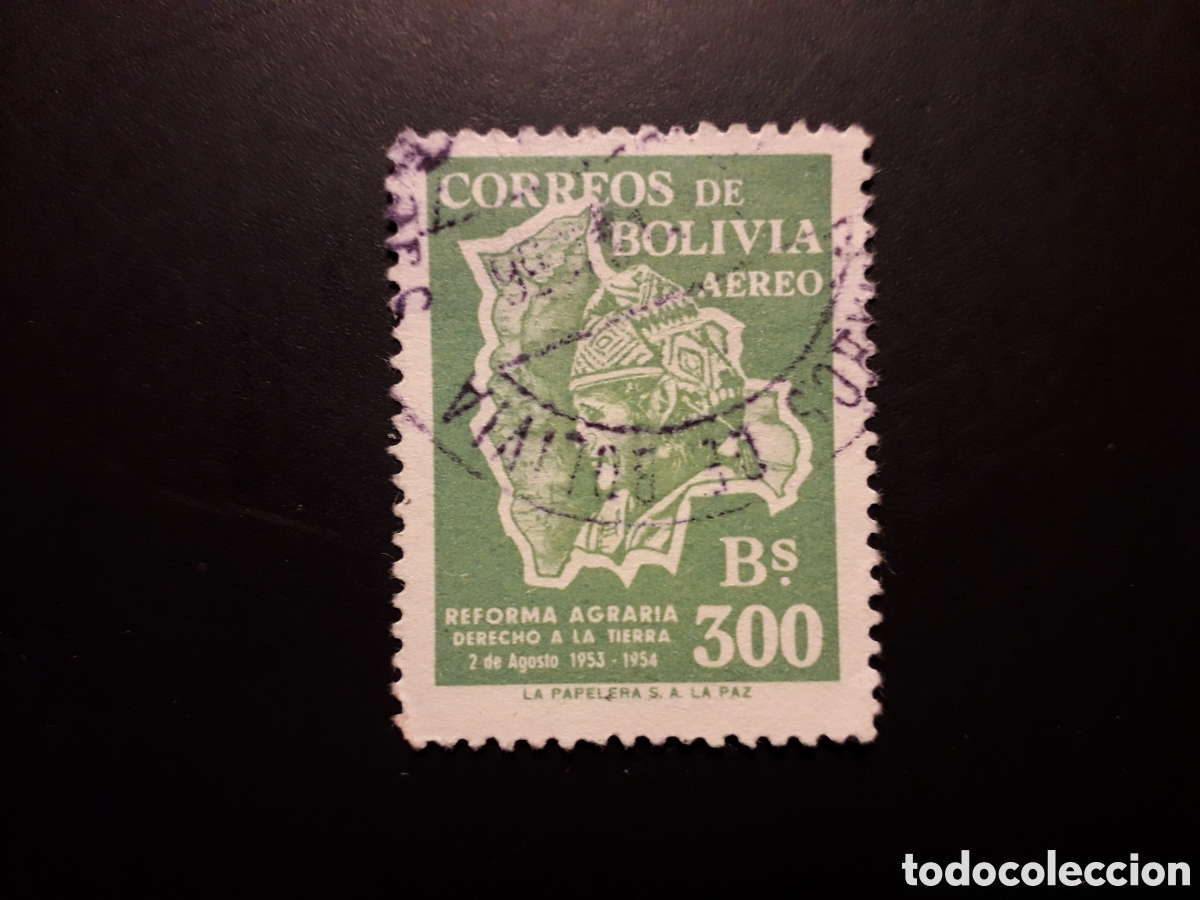 CORREOS DE
BOLIVIA
AEREO
BOLIVIA
Bs.
300
REFORMA AGRARIA
DERECHO A LA TIERRA
2 de Agosto 1953 - 1954
LA PAPELERA S. A. LA PAZ
todocoleccion